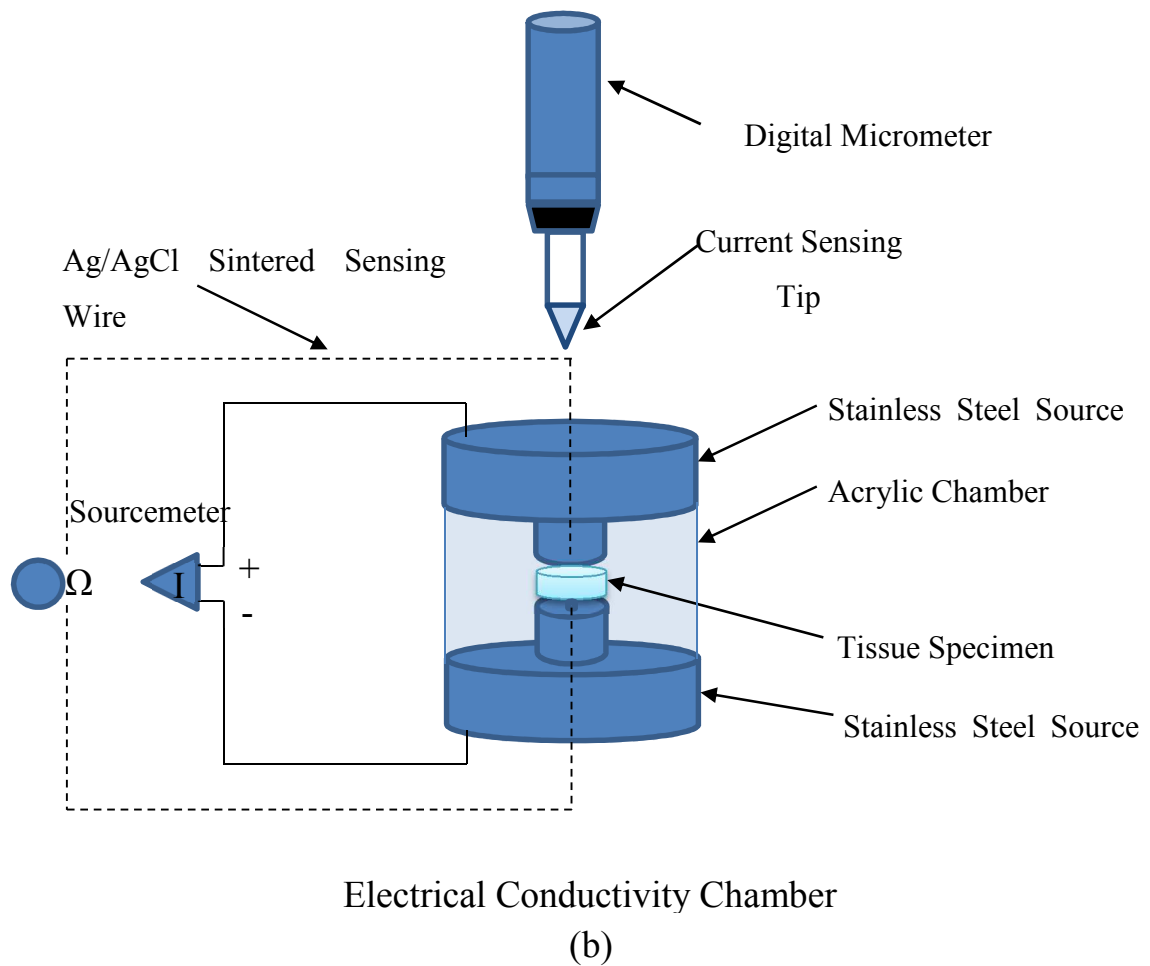 Digital Micrometer
Current Sensing
Tip
Ag/AgCl Sintered Sensing
Wire
Stainless Steel Source
Acrylic Chamber
Sourcemeter
Ω
I
+
-
Tissue Specimen
Stainless Steel Source
Electrical Conductivity Chamber
(b)